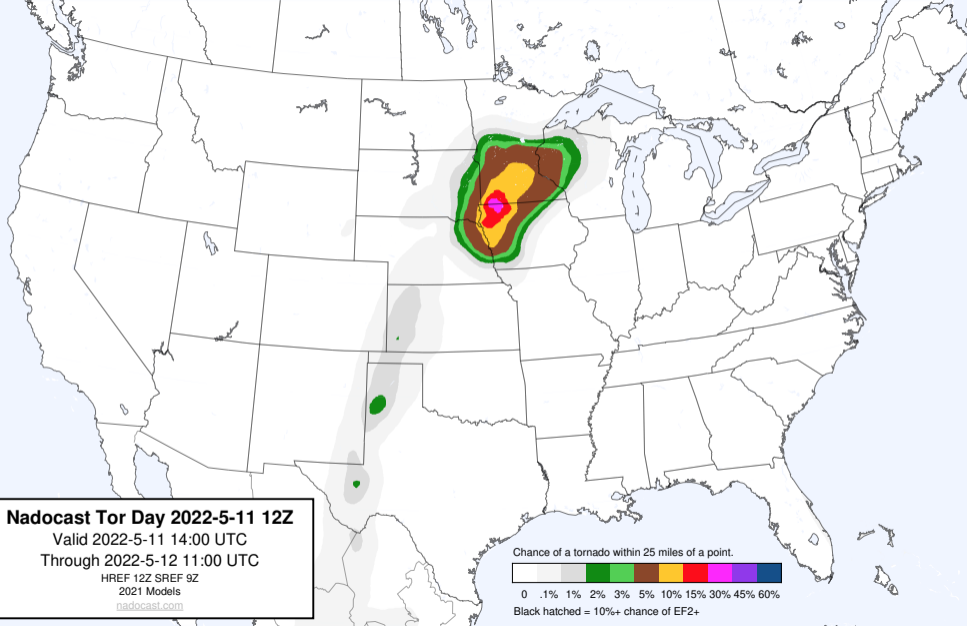 Nadocast Tor Day 2022-5-11 12Z
Valid 2022-5-11 14:00 UTC
Through 2022-5-12 11:00 UTC
HREF 12Z SREF 9Z
2021 Models
nadocast.com
Chance of a tornado within 25 miles of a point.
0 .1% 1% 2% 3% 5% 10% 15% 30% 45% 60%
Black hatched = 10%+ chance of EF2+